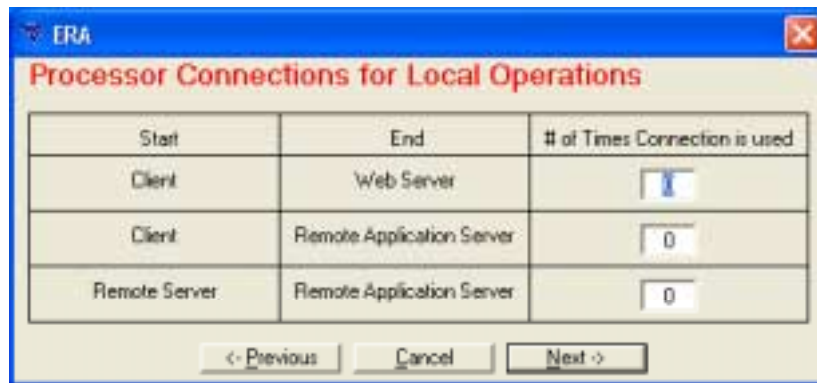 ERA
Processor Connections for Local Operations
Start End # of Times Connection is used
Client Web Server 0
Client Remote Application Server 0
Remote Server Remote Application Server 0
<- Previous Cancel Next ->